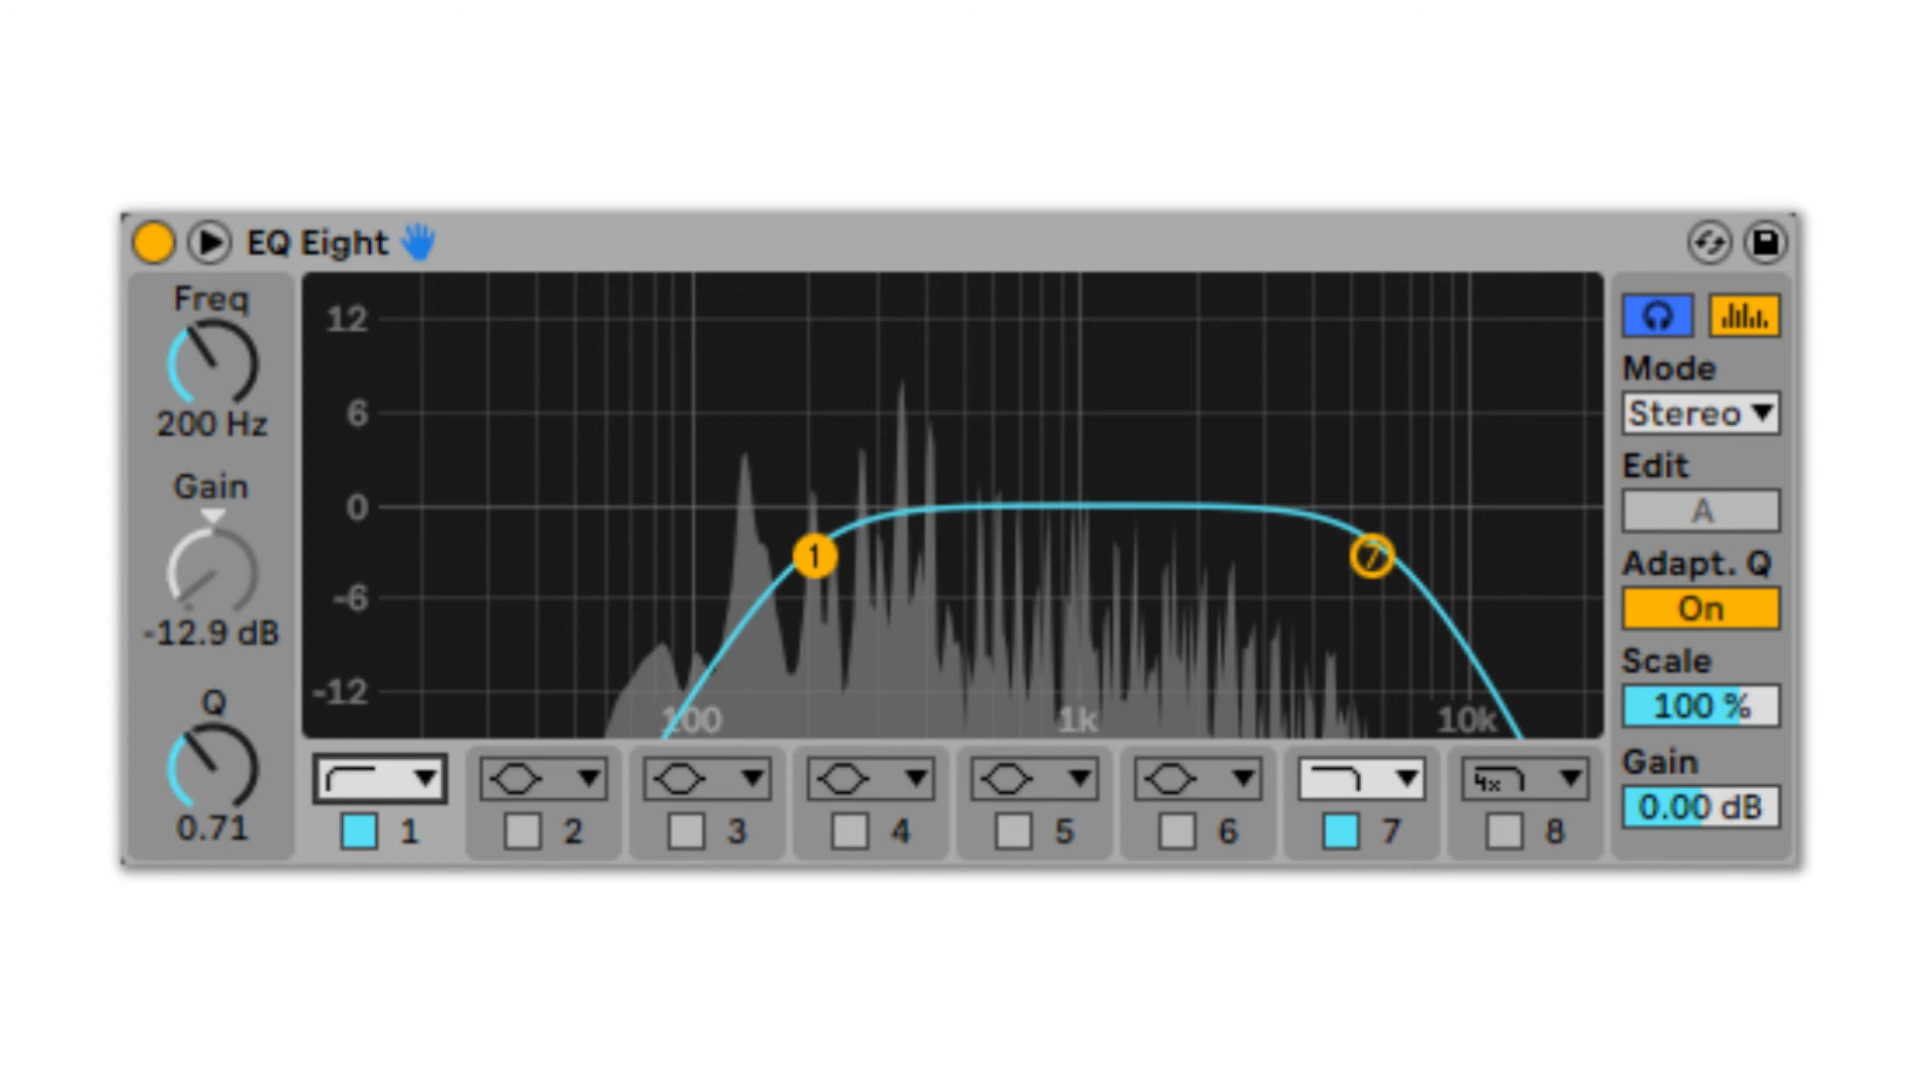 EQ Eight
Freq
200 Hz
Gain
-12.9 dB
Q
0.71
12
6
0
-6
-12
100
1k
10k
1
7
1
2
3
4
5
6
7
4x
8
Mode
Stereo
Edit
A
Adapt. Q
On
Scale
100 %
Gain
0.00 dB